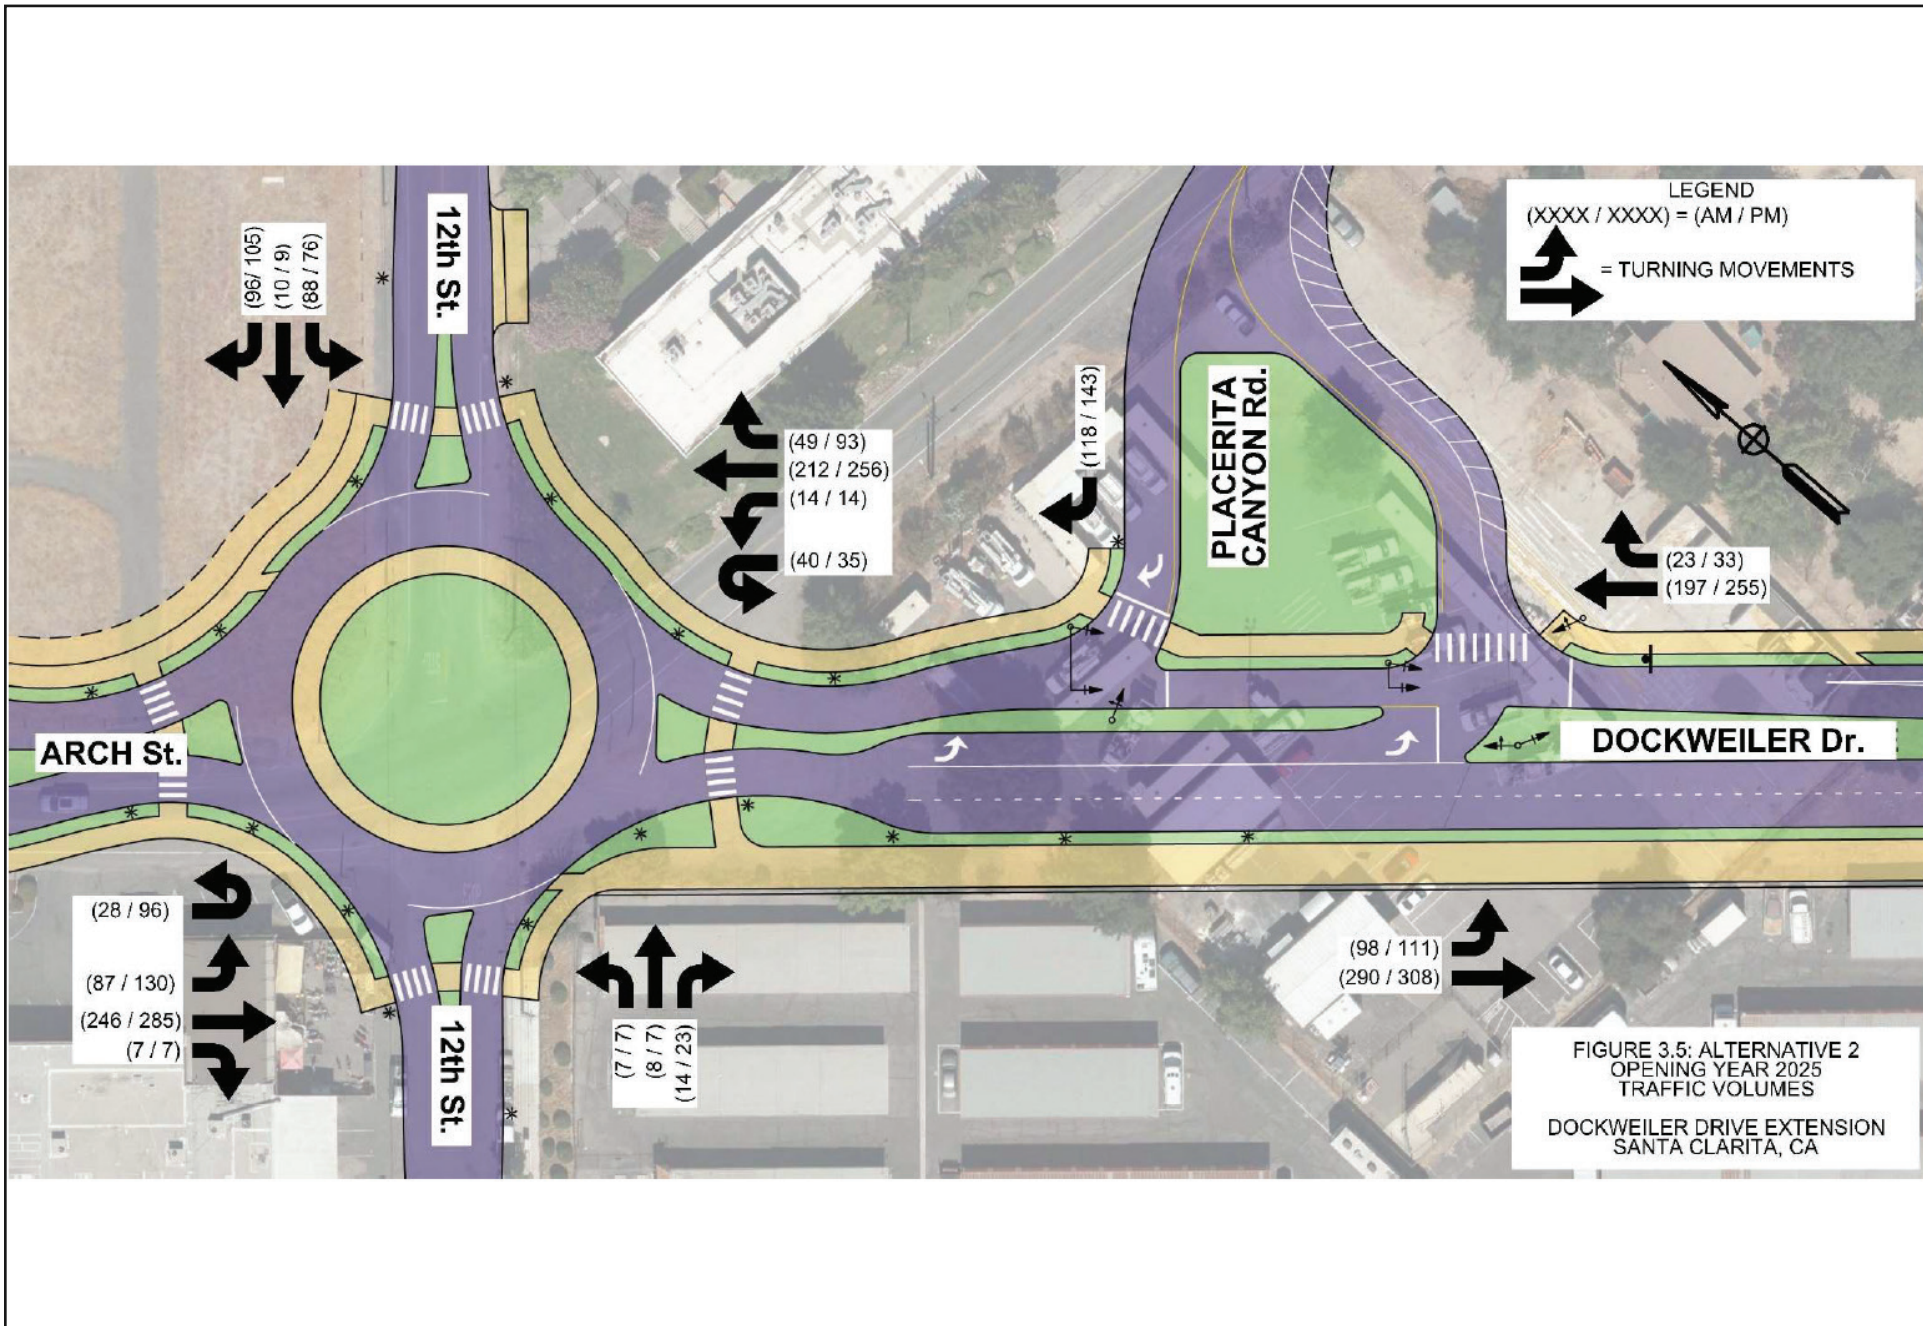 LEGEND
(XXXX / XXXX) = (AM / PM)
= TURNING MOVEMENTS
12th St.
(96/ 105)
(10 / 9)
(88 / 76)
(49 / 93)
(212 / 256)
(14 / 14)
(40 / 35)
(118 / 143)
PLACERITA
CANYON Rd.
(23 / 33)
(197 / 255)
ARCH St.
DOCKWEILER Dr.
(28 / 96)
(87 / 130)
(246 / 285)
(7 / 7)
12th St.
(7 / 7)
(8 / 7)
(14 / 23)
(98 / 111)
(290 / 308)
FIGURE 3.5: ALTERNATIVE 2
OPENING YEAR 2025
TRAFFIC VOLUMES
DOCKWEILER DRIVE EXTENSION
SANTA CLARITA, CA